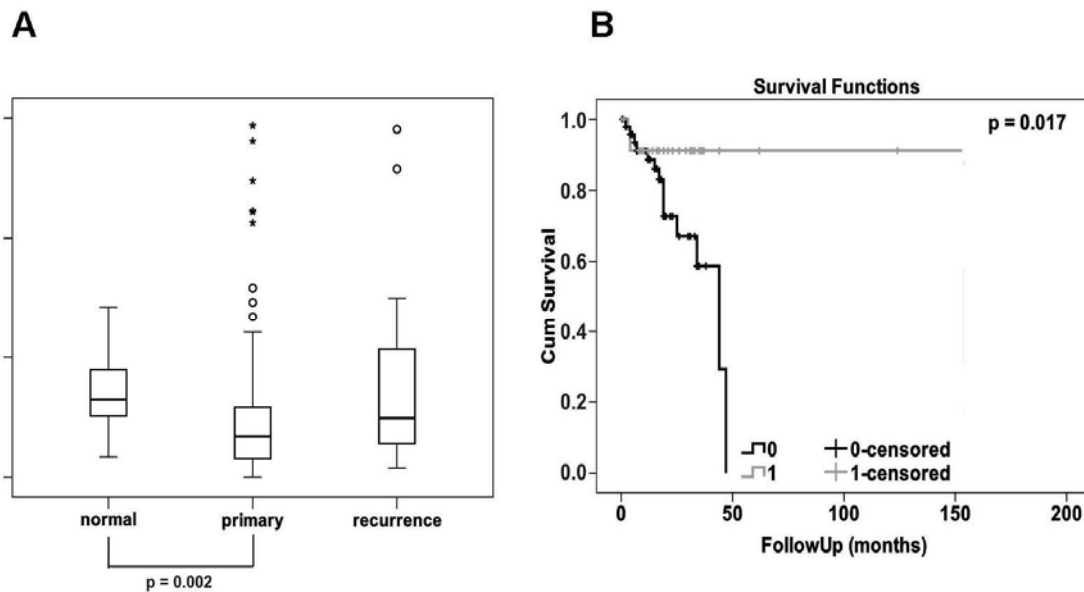 A
normal
primary
recurrence
p = 0.002
B
Survival Functions
p = 0.017
Cum Survival
1.0
0.8
0.6
0.4
0.2
0.0
0
0-censored
1
1-censored
0
50
100
150
200
FollowUp (months)